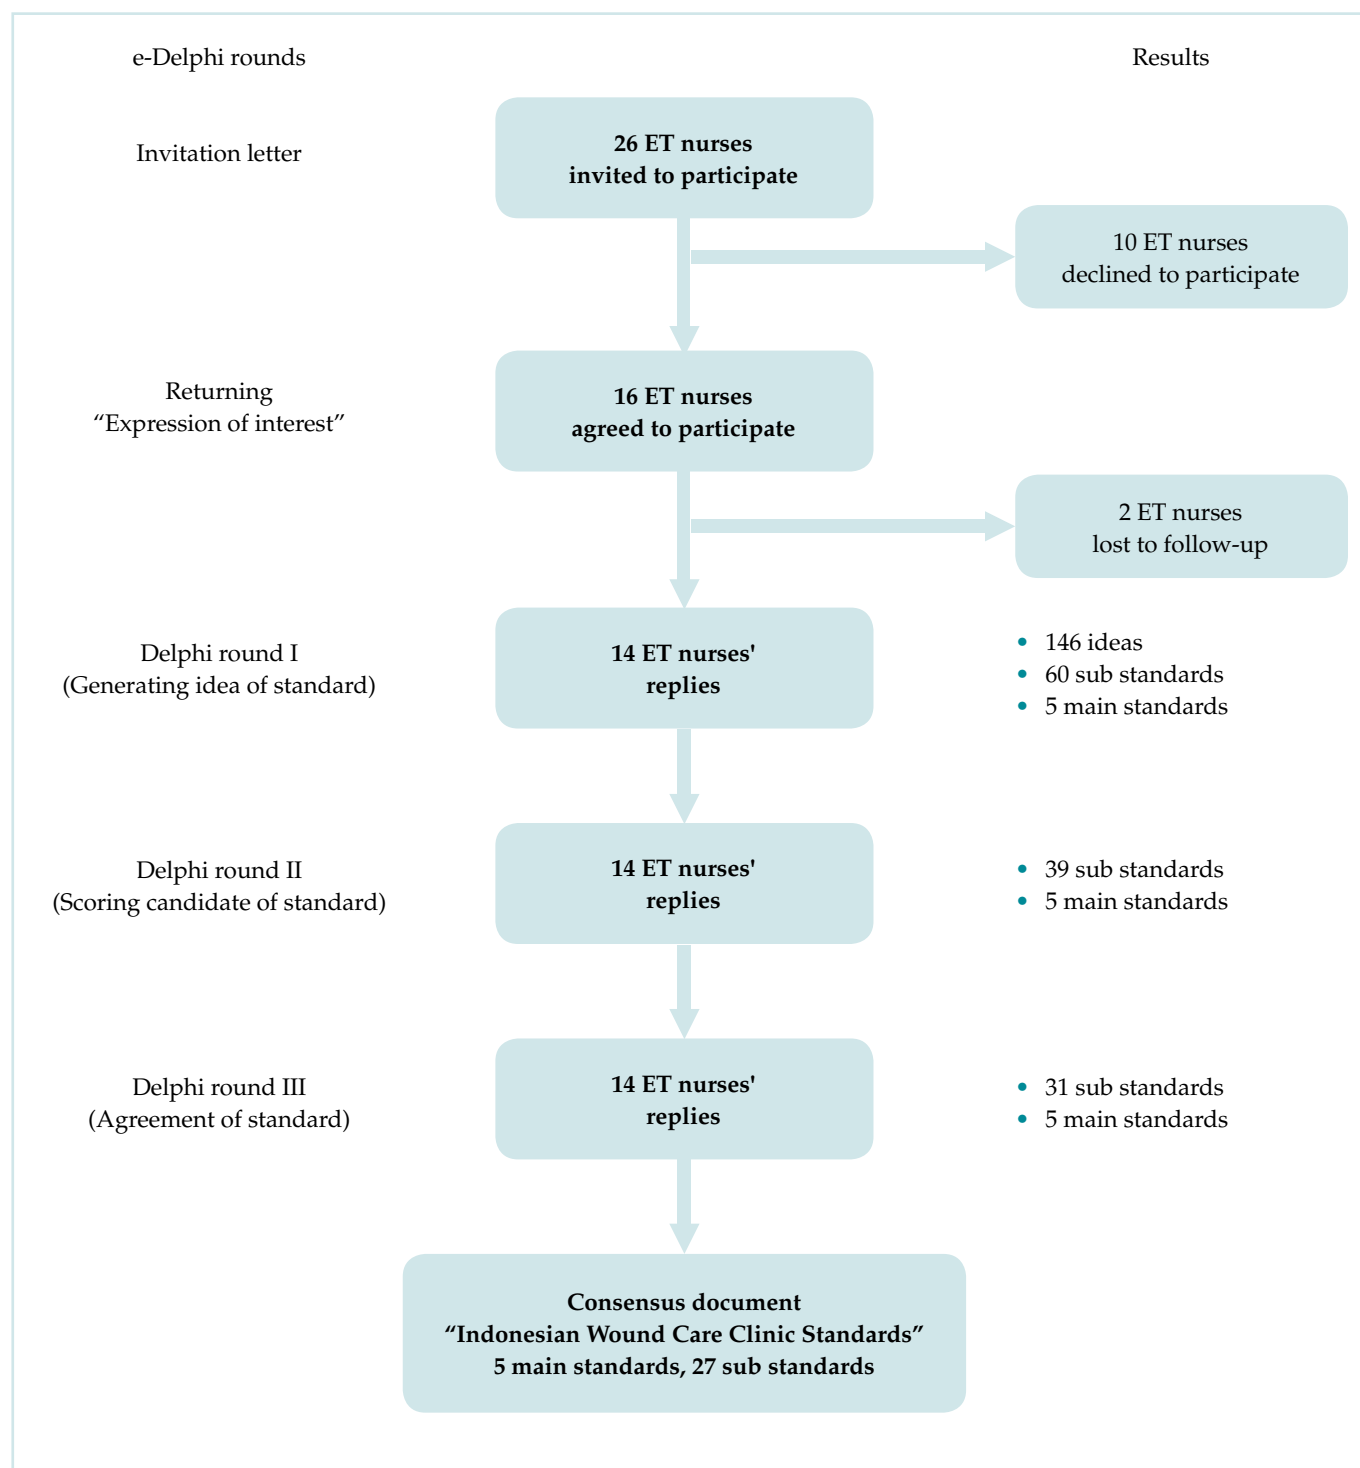 e-Delphi rounds
Results
Invitation letter
26 ET nurses
invited to participate
10 ET nurses
declined to participate
Returning
“Expression of interest”
16 ET nurses
agreed to participate
2 ET nurses
lost to follow-up
Delphi round I
(Generating idea of standard)
14 ET nurses'
replies
• 146 ideas
• 60 sub standards
• 5 main standards
Delphi round II
(Scoring candidate of standard)
14 ET nurses'
replies
• 39 sub standards
• 5 main standards
Delphi round III
(Agreement of standard)
14 ET nurses'
replies
• 31 sub standards
• 5 main standards
Consensus document
“Indonesian Wound Care Clinic Standards”
5 main standards, 27 sub standards